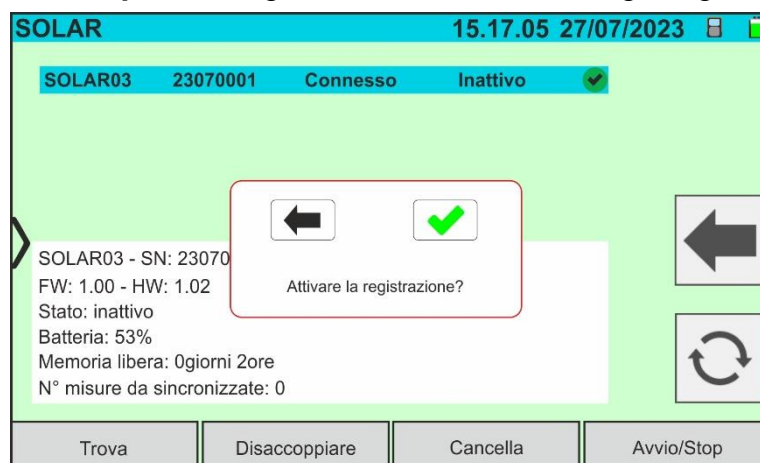 SOLAR 15.17.05 27/07/2023
SOLAR03 23070001 Connesso Inattivo
Attivare la registrazione?
SOLAR03 - SN: 23070
FW: 1.00 - HW: 1.02
Stato: inattivo
Batteria: 53%
Memoria libera: 0giorni 2ore
N° misure da sincronizzate: 0
Trova Disaccoppiare Cancella Avvio/Stop